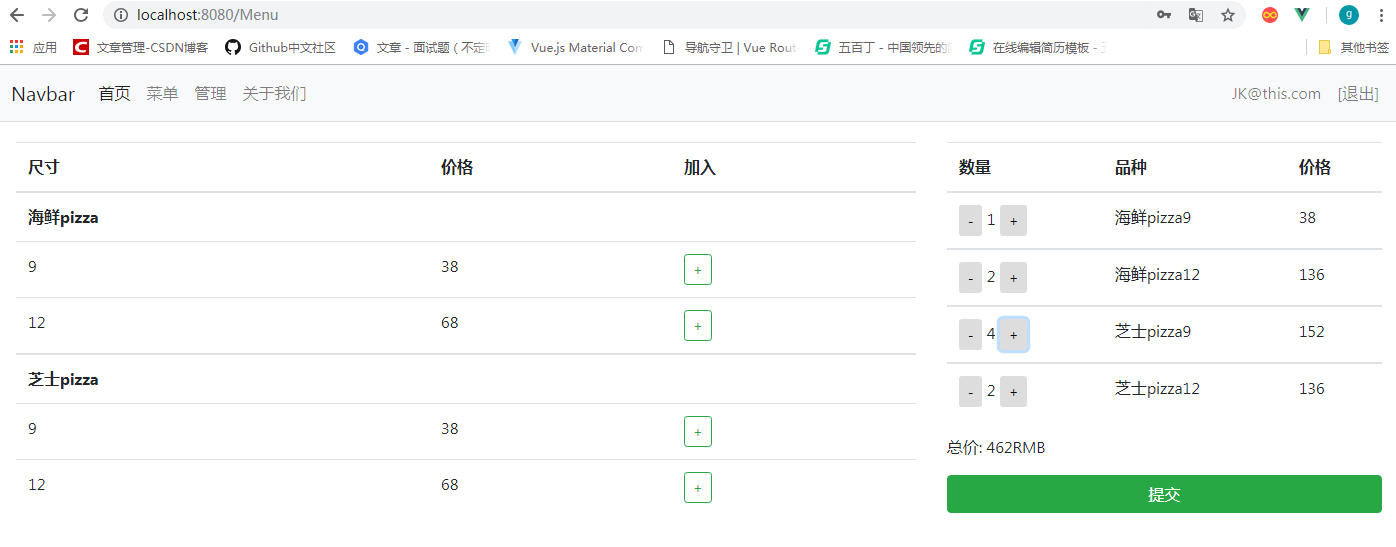 localhost:8080/Menu
g
应用 文章管理-CSDN博客 Github中文社区 文章 - 面试题 ( 不定 Vue.js Material Com 导航守卫 | Vue Rout 五百丁 - 中国领先的 在线编辑简历模板 - 其他书签
Navbar 首页 菜单 管理 关于我们 JK@this.com [退出]
尺寸 价格 加入
海鲜pizza
9 38 +
12 68 +
芝士pizza
9 38 +
12 68 +
数量 品种 价格
- 1 + 海鲜pizza9 38
- 2 + 海鲜pizza12 136
- 4 + 芝士pizza9 152
- 2 + 芝士pizza12 136
总价: 462RMB
提交